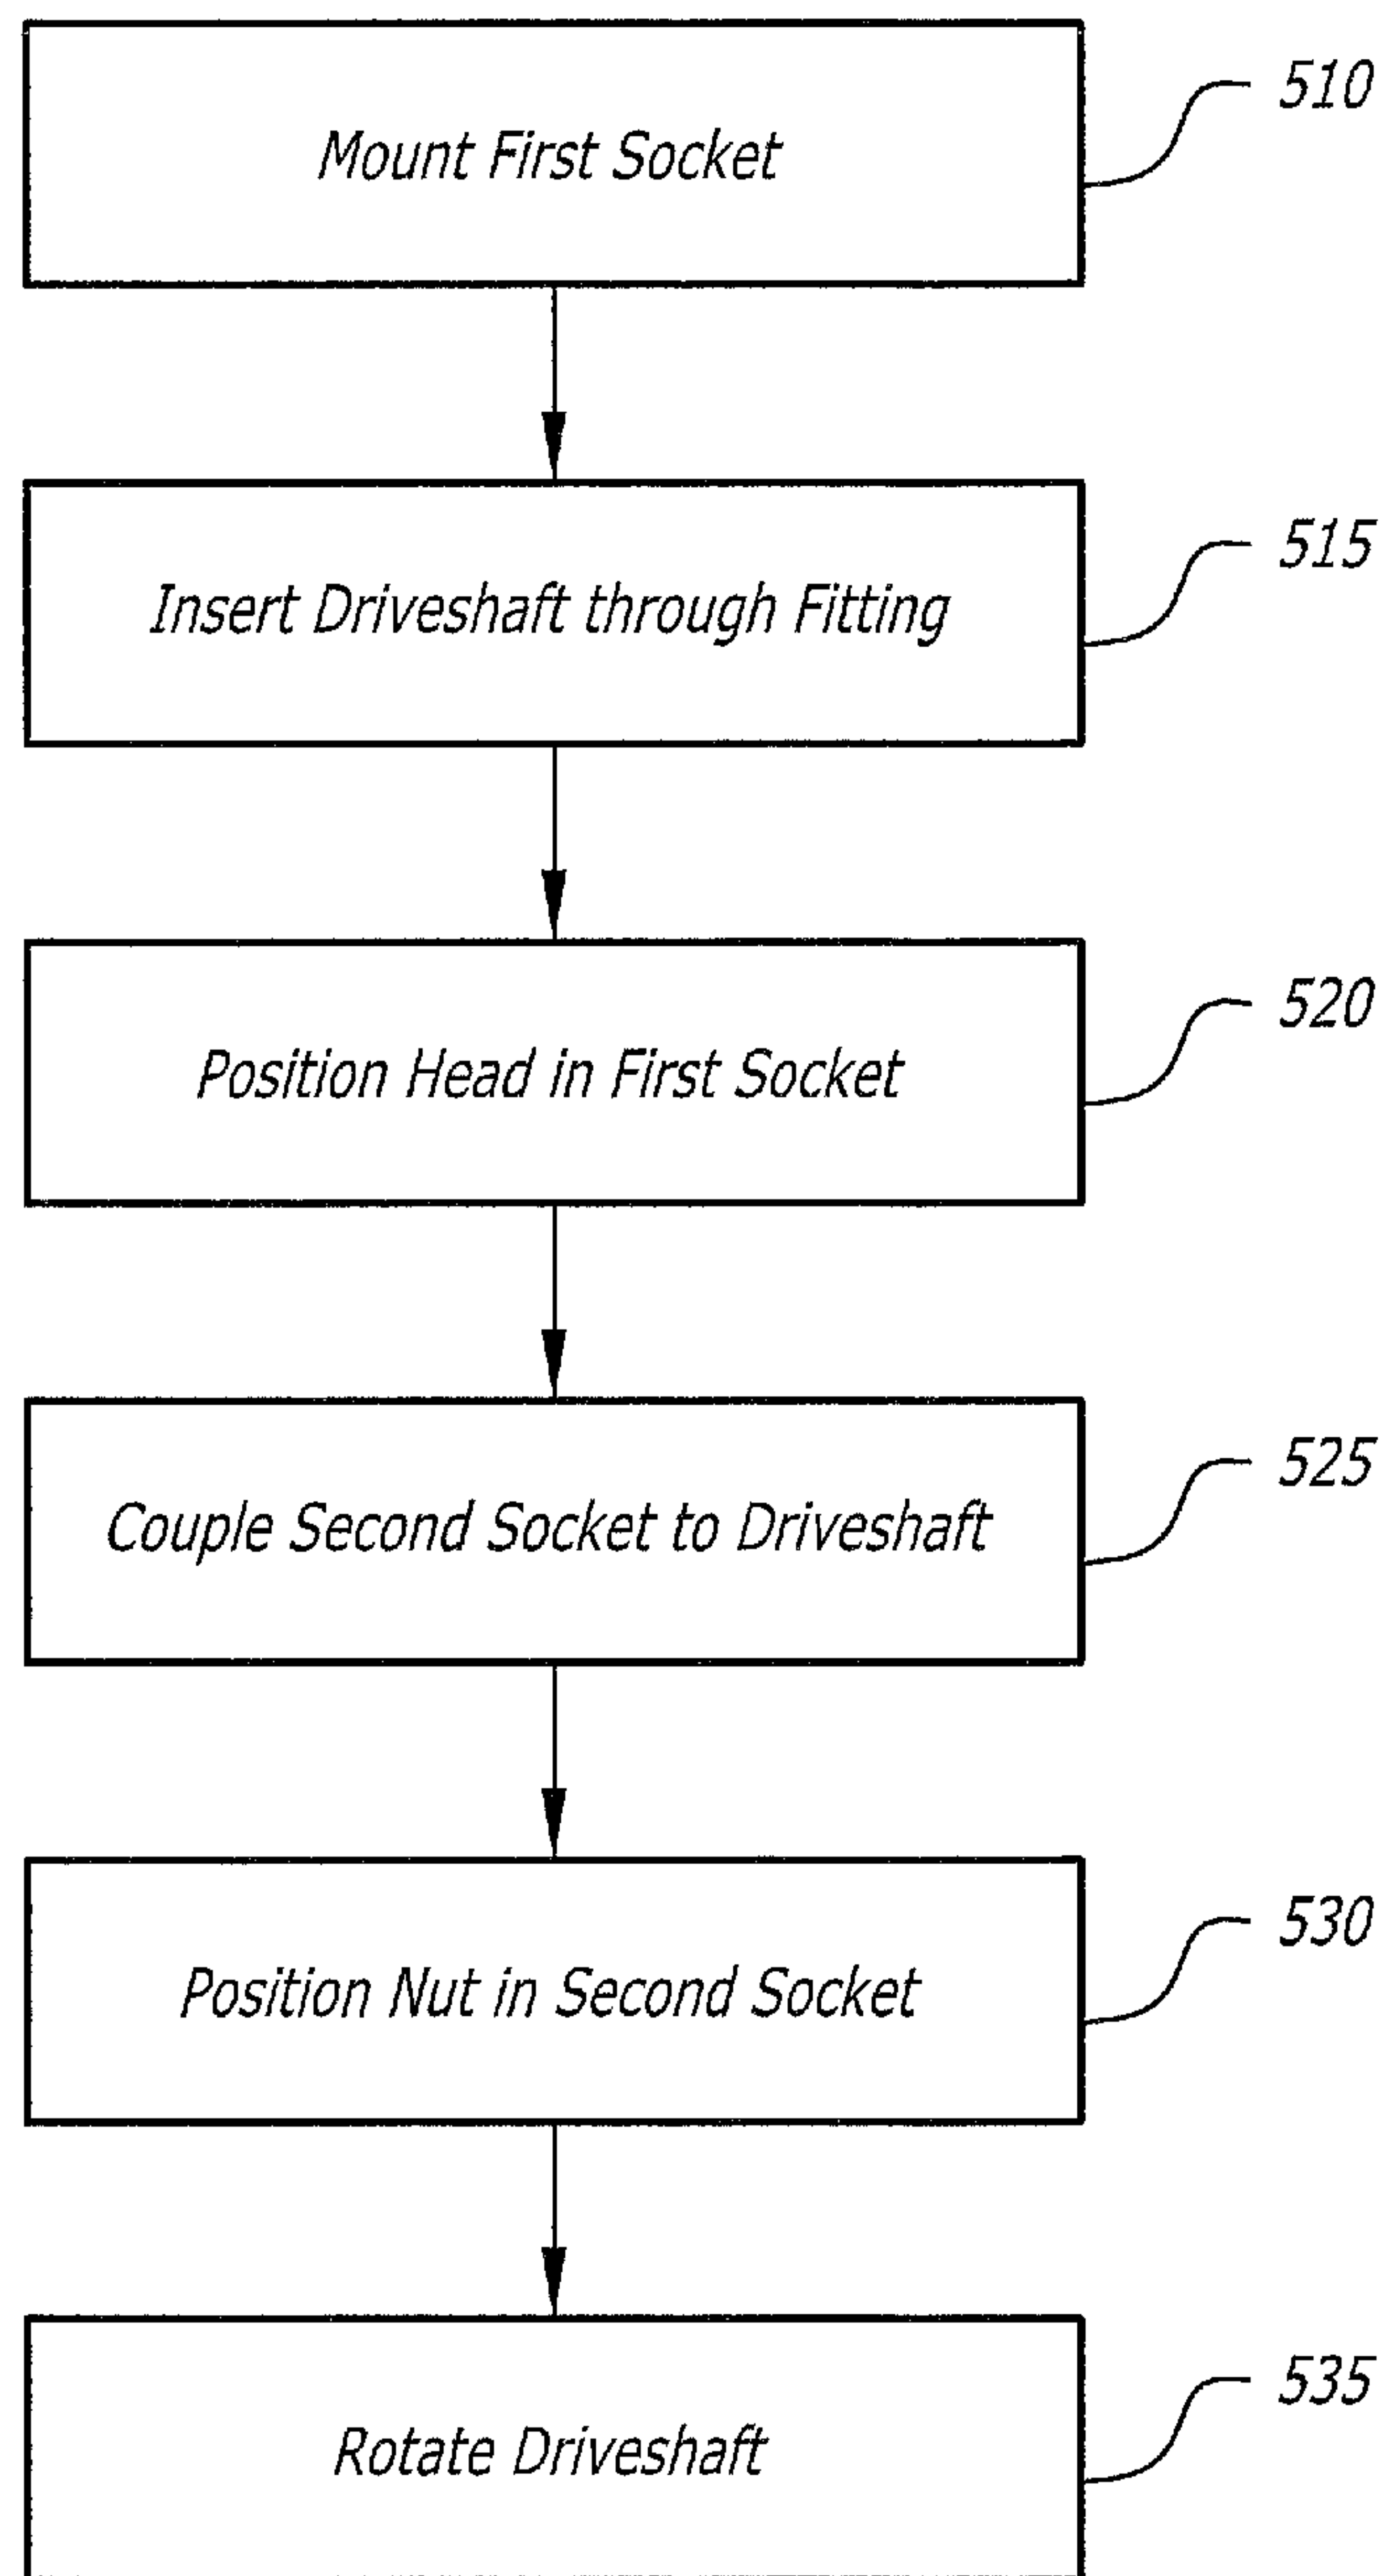 Mount First Socket
510
Insert Driveshaft through Fitting
515
Position Head in First Socket
520
Couple Second Socket to Driveshaft
525
Position Nut in Second Socket
530
Rotate Driveshaft
535